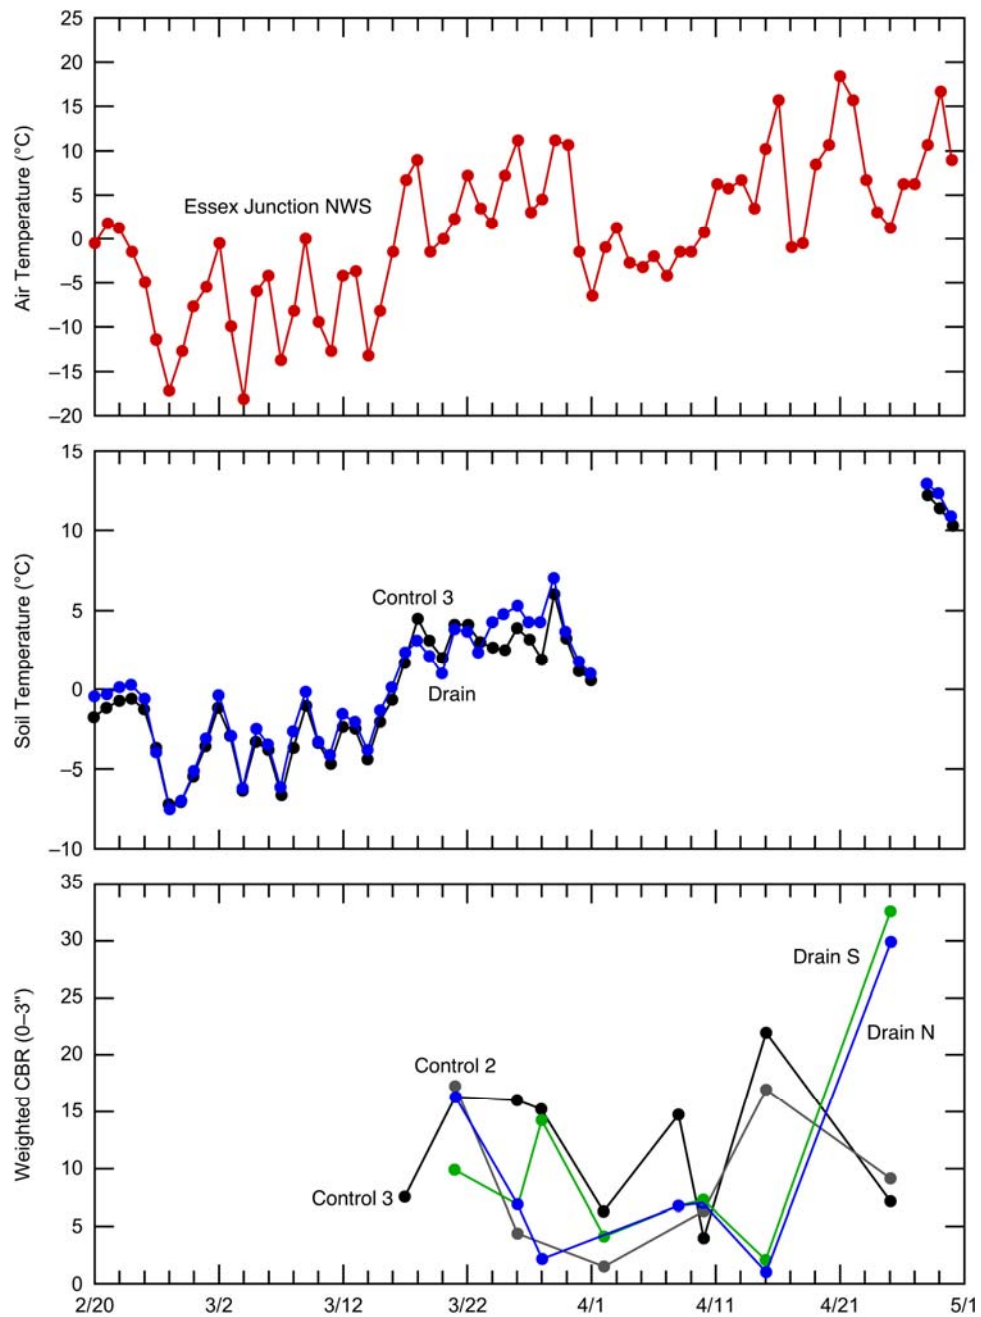 25
20
15
10
5
0
–5
–10
–15
–20
Air Temperature (°C)
Essex Junction NWS
15
10
5
0
–5
–10
Soil Temperature (°C)
Control 3
Drain
35
30
25
20
15
10
5
0
Weighted CBR (0–3")
Drain S
Drain N
Control 2
Control 3
2/20 3/2 3/12 3/22 4/1 4/11 4/21 5/1